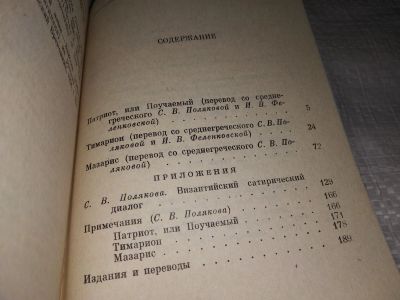 СОДЕРЖАНИЕ
Патриот, или Поучаемый (перевод со средне-
греческого С. В. Поляковой и И. В. Фе-
ленковской) . . . . . . . . . . . . 5
Тимарион (перевод со среднегреческого С. В. По-
ляковой и И. В. Феленковской) . . . . . 24
Мазарис (перевод со среднегреческого С. В. По-
ляковой) . . . . . . . . . . . . . 72
ПРИЛОЖЕНИЯ
С. В. Полякова. Византийский сатирический
диалог . . . . . . . . . . . . . 129
Примечания (С. В. Полякова) . . . . . . 166
Патриот, или Поучаемый . . . . . . . 166
Тимарион . . . . . . . . . . . . 171
Мазарис . . . . . . . . . . . . 178
Издания и переводы . . . . . . . . . 189